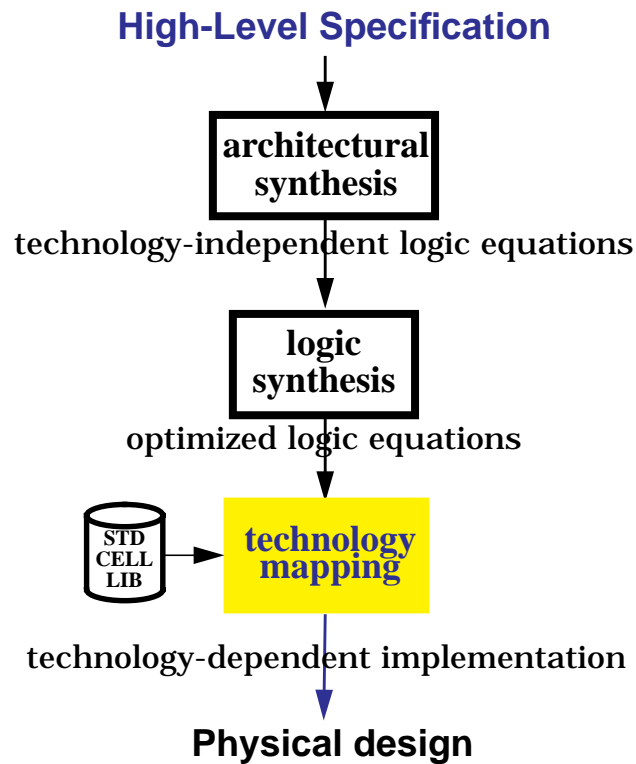 High-Level Specification
architectural
synthesis
technology-independent logic equations
logic
synthesis
optimized logic equations
STD
CELL
LIB
technology
mapping
technology-dependent implementation
Physical design